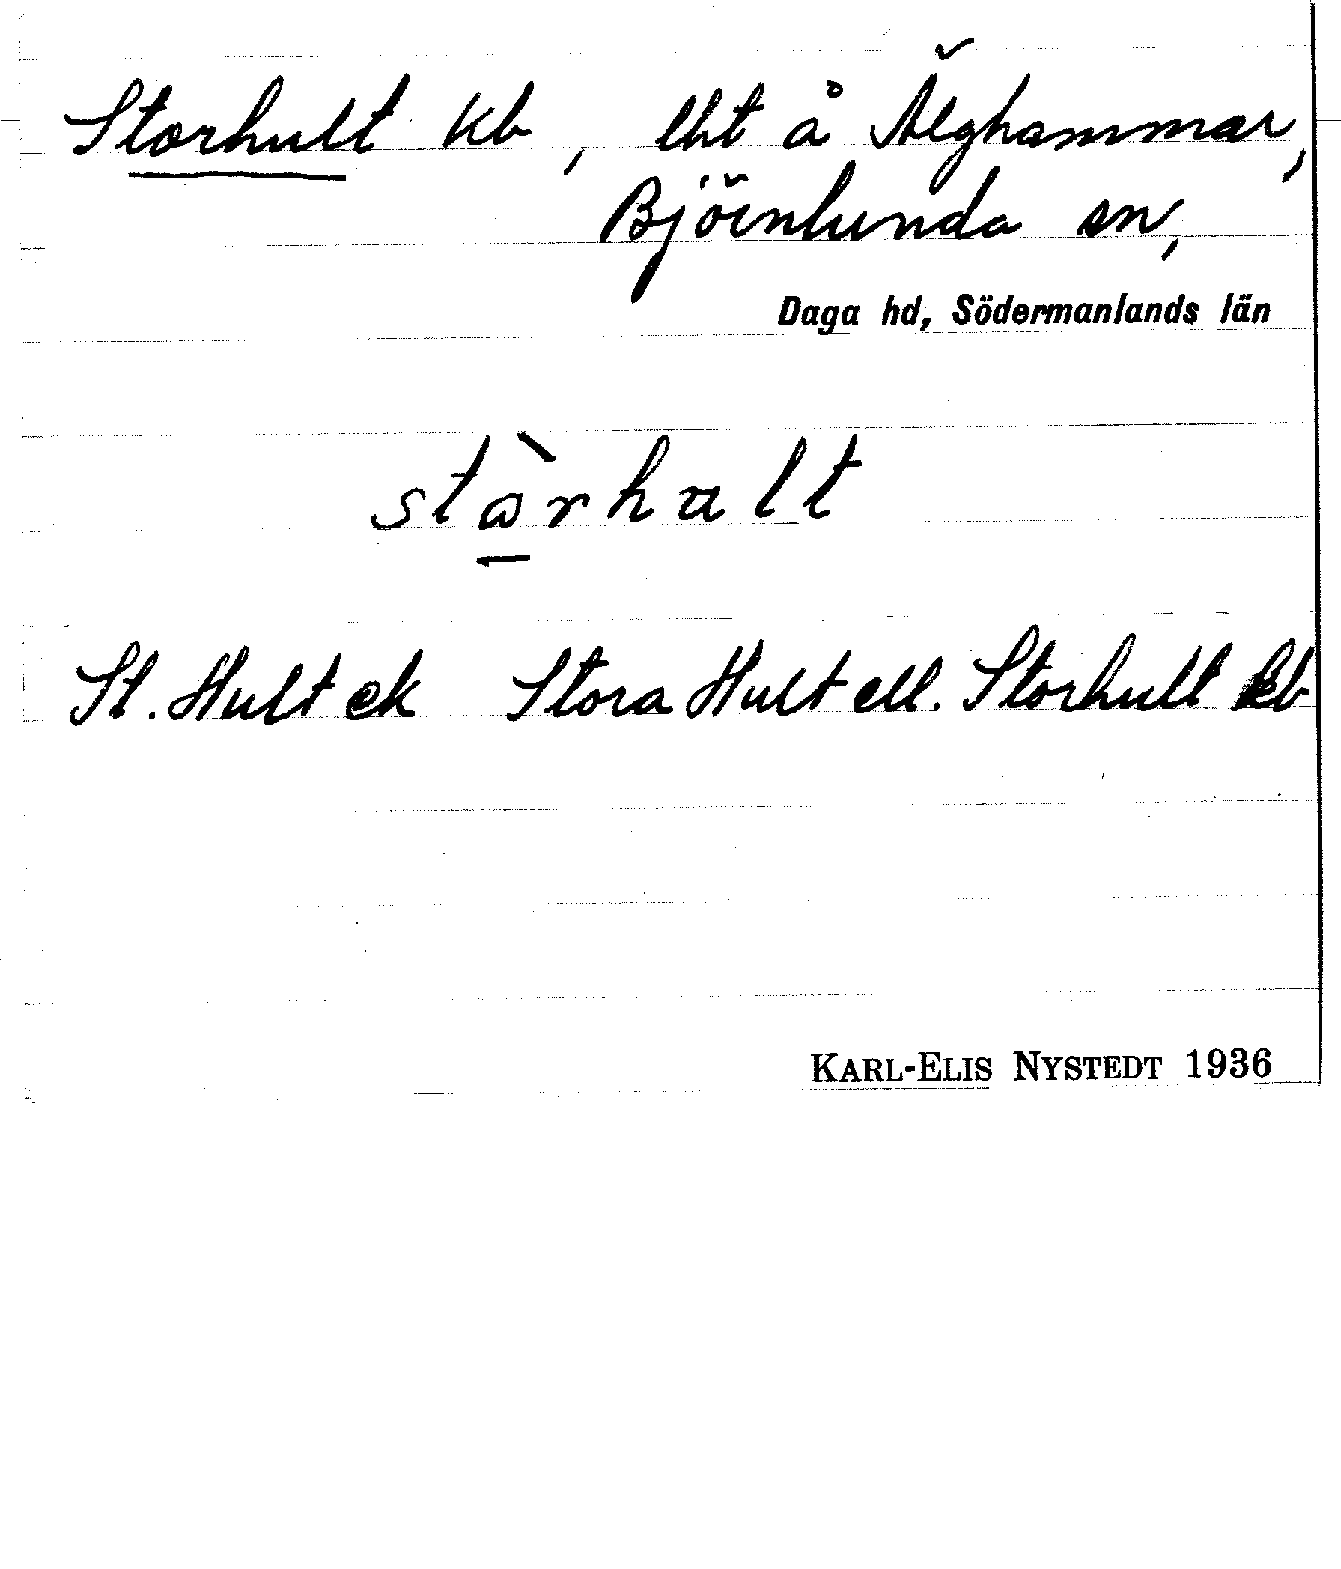 Storhult kb, lht å Älghammar,
Björnlunda sn,
Daga hd, Södermanlands län
stòrhult
St. Hult ek Stora Hult ell. Storhult kb
KARL-ELIS NYSTEDT 1936